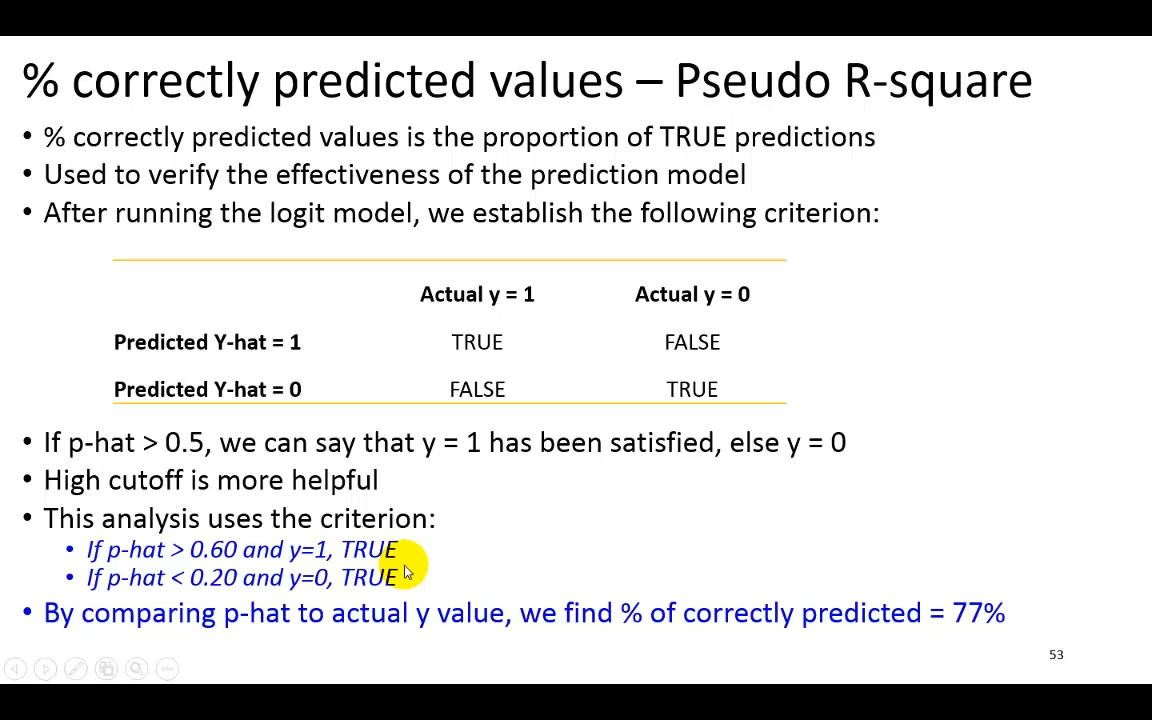 % correctly predicted values – Pseudo R-square
• % correctly predicted values is the proportion of TRUE predictions
• Used to verify the effectiveness of the prediction model
• After running the logit model, we establish the following criterion:
Actual y = 1 Actual y = 0
Predicted Y-hat = 1 TRUE FALSE
Predicted Y-hat = 0 FALSE TRUE
• If p-hat > 0.5, we can say that y = 1 has been satisfied, else y = 0
• High cutoff is more helpful
• This analysis uses the criterion:
• If p-hat > 0.60 and y=1, TRUE
• If p-hat < 0.20 and y=0, TRUE
• By comparing p-hat to actual y value, we find % of correctly predicted = 77%
53